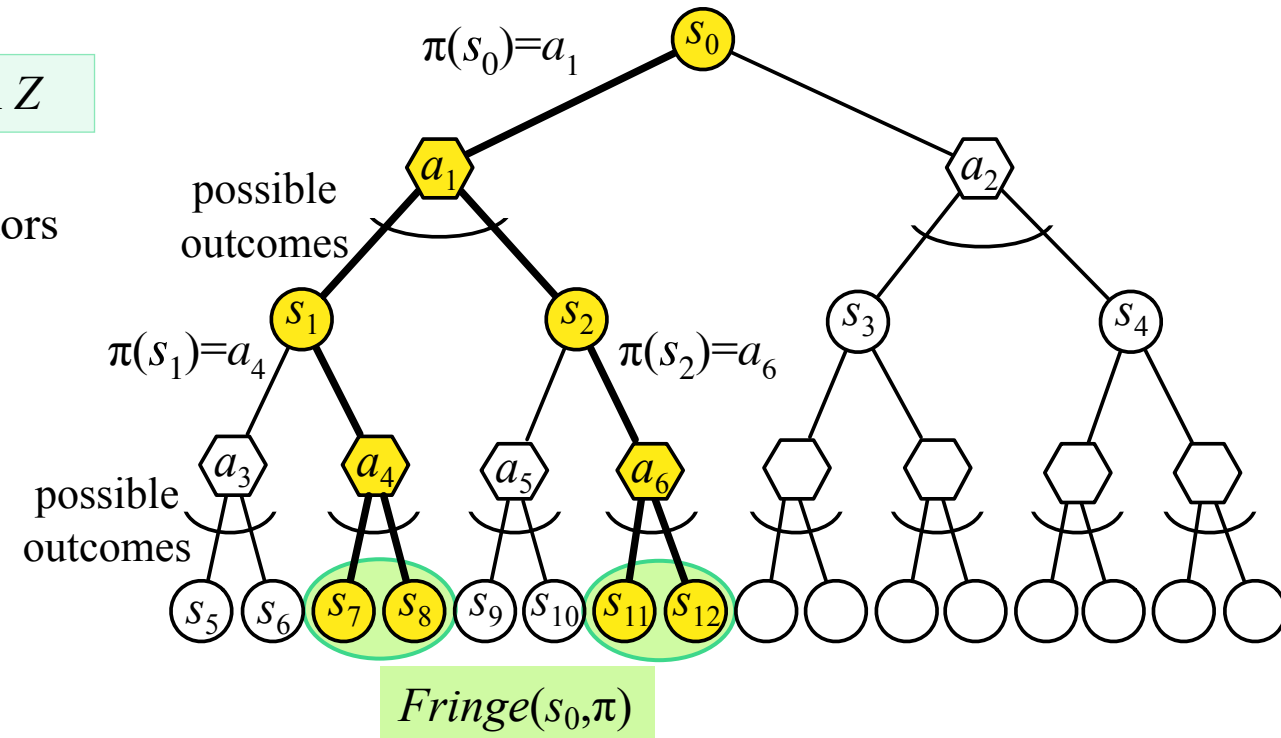 s₀
π(s₀)=a₁
Z
a₁
a₂
possible
outcomes
ors
s₁
s₂
s₃
s₄
π(s₁)=a₄
π(s₂)=a₆
a₃
a₄
a₅
a₆
possible
outcomes
s₅
s₆
s₇
s₈
s₉
s₁₀
s₁₁
s₁₂
Fringe(s₀,π)